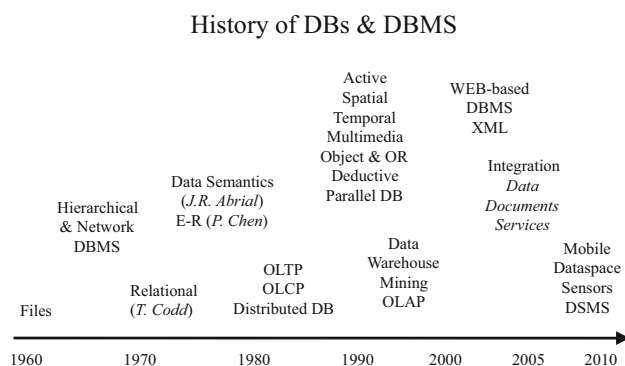 History of DBs & DBMS
Active
Spatial
Temporal
Multimedia
Object & OR
Deductive
Parallel DB
WEB-based
DBMS
XML
Integration
Data
Documents
Services
Data Semantics
(J.R. Abrial)
E-R (P. Chen)
Hierarchical
& Network
DBMS
Data
Warehouse
Mining
OLAP
Mobile
Dataspace
Sensors
DSMS
OLTP
OLCP
Distributed DB
Relational
(T. Codd)
Files
1960 1970 1980 1990 2000 2005 2010